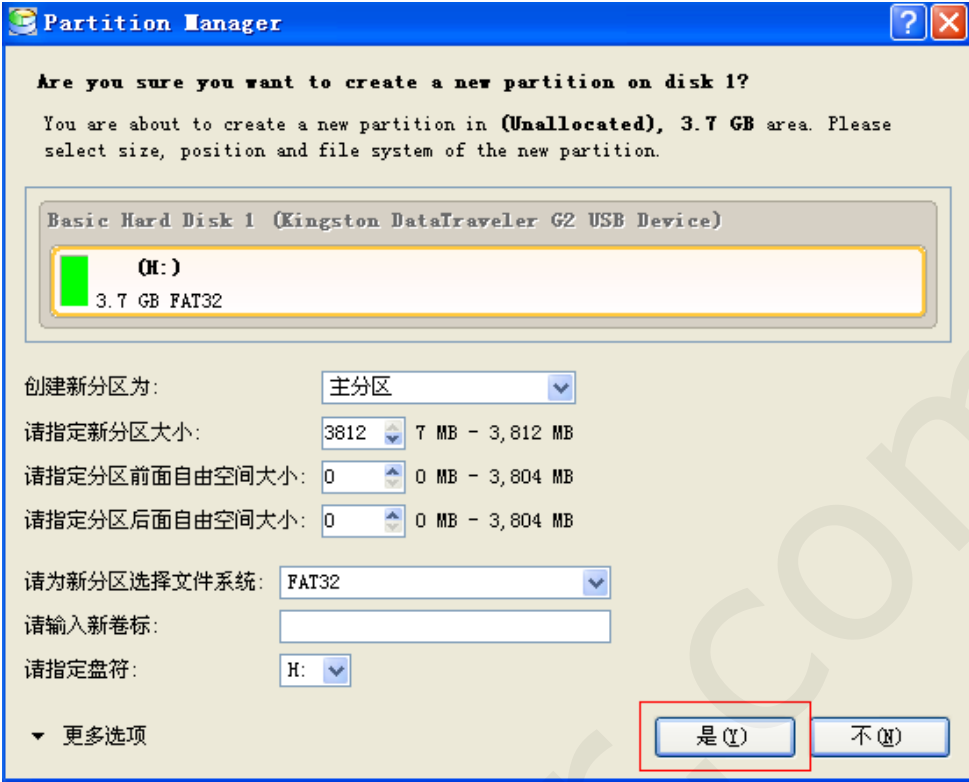 Partition Manager
Are you sure you want to create a new partition on disk 1?
You are about to create a new partition in (Unallocated), 3.7 GB area. Please
select size, position and file system of the new partition.
Basic Hard Disk 1 (Kingston DataTraveler G2 USB Device)
(H:)
3.7 GB FAT32
创建新分区为: 主分区
请指定新分区大小: 3812 7 MB - 3,812 MB
请指定分区前面自由空间大小: 0 0 MB - 3,804 MB
请指定分区后面自由空间大小: 0 0 MB - 3,804 MB
请为新分区选择文件系统: FAT32
请输入新卷标:
请指定盘符: H:
更多选项 是(Y) 不(N)